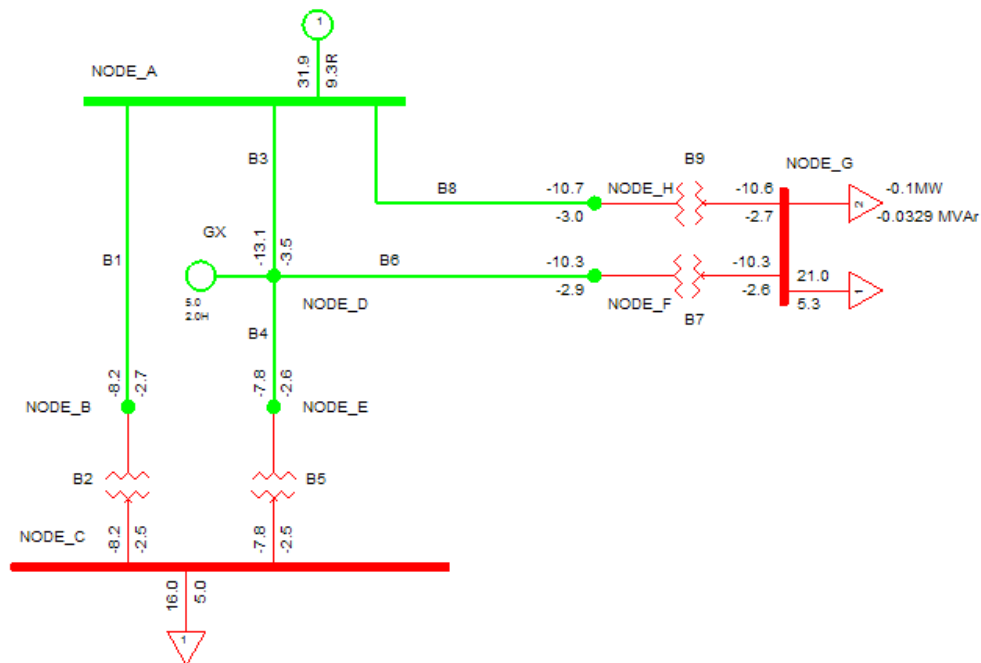 1
31.9
9.3R
NODE_A
B3
B9
NODE_G
B8
-10.7
NODE_H
-10.6
-0.1MW
-3.0
-2.7
2
-0.0329 MVAr
GX
-13.1
-3.5
B1
B6
-10.3
-10.3
21.0
5.0
2.0H
NODE_D
-2.9
NODE_F
-2.6
5.3
1
B7
B4
-8.2
-2.7
-7.8
-2.6
NODE_B
NODE_E
B2
B5
NODE_C
-8.2
-2.5
-7.8
-2.5
16.0
5.0
1